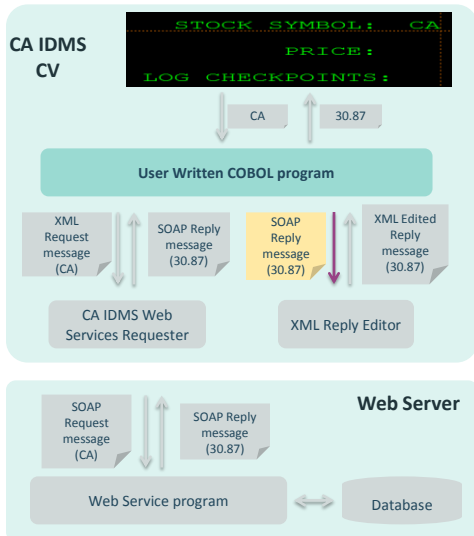 STOCK SYMBOL: CA
PRICE:
LOG CHECKPOINTS:
CA IDMS
CV
CA
30.87
User Written COBOL program
XML
Request
message
(CA)
SOAP Reply
message
(30.87)
SOAP
Reply
message
(30.87)
XML Edited
Reply
message
(30.87)
CA IDMS Web
Services Requester
XML Reply Editor
Web Server
SOAP
Request
message
(CA)
SOAP Reply
message
(30.87)
Web Service program
Database